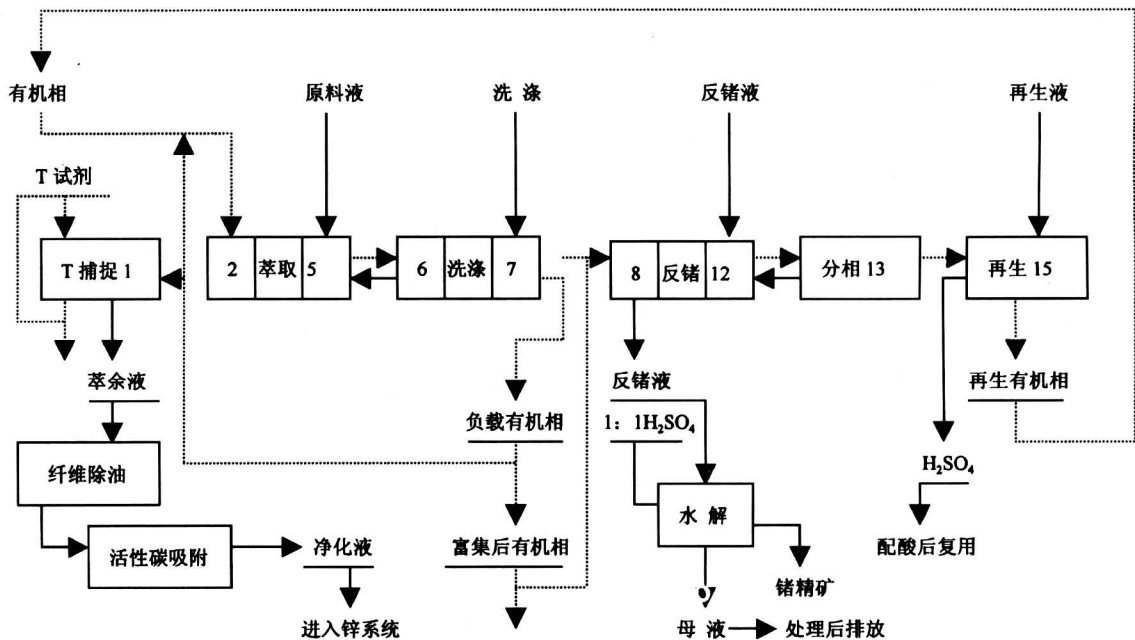 有机相
原料液
洗 涤
反锗液
再生液
T 试剂
T 捕捉 1
2 萃取 5
6 洗涤 7
8 反锗 12
分相 13
再生 15
萃余液
反锗液
再生有机相
负载有机相
1：1H₂SO₄
纤维除油
H₂SO₄
水 解
活性碳吸附
净化液
富集后有机相
配酸后复用
锗精矿
进入锌系统
母 液
处理后排放